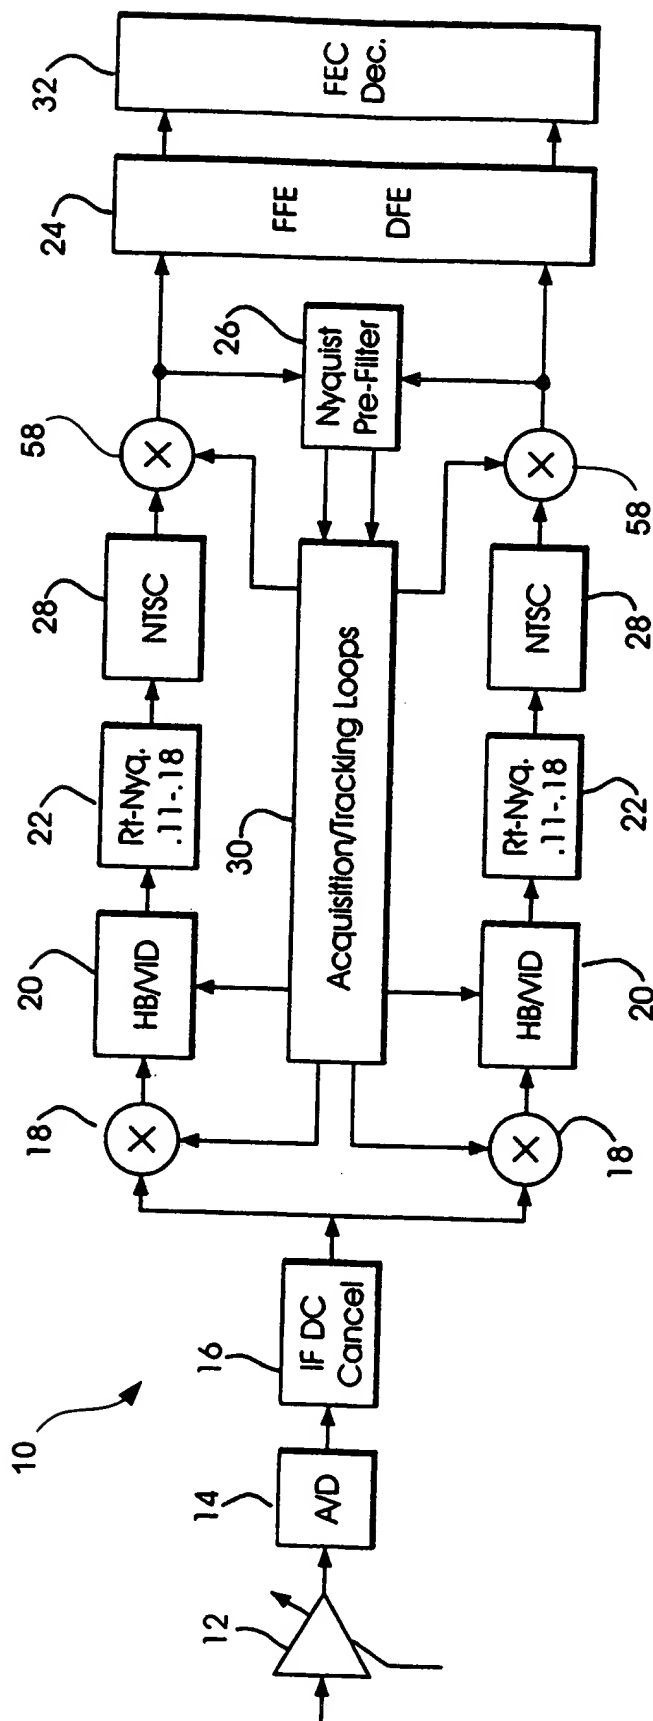 10
12
14
A/D
16
IF DC
Cancel
18
×
18
×
20
HB/VID
20
HB/VID
22
Rt-Nyq.
.11-.18
22
Rt-Nyq.
.11-.18
28
NTSC
28
NTSC
30
Acquisition/Tracking Loops
58
×
58
×
26
Nyquist
Pre-Filter
24
FFE
DFE
32
FEC
Dec.